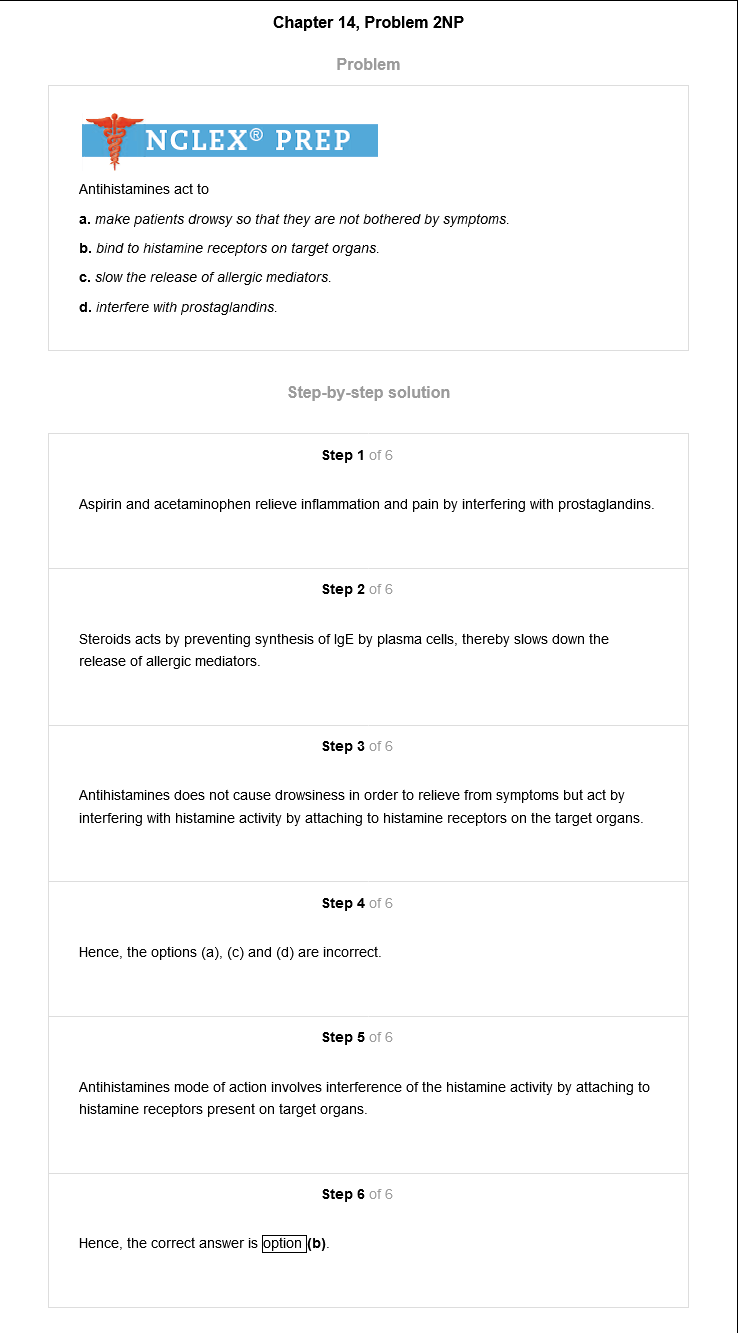 Chapter 14, Problem 2NP
Problem
NCLEX® PREP
Antihistamines act to
a. make patients drowsy so that they are not bothered by symptoms.
b. bind to histamine receptors on target organs.
c. slow the release of allergic mediators.
d. interfere with prostaglandins.
Step-by-step solution
Step 1 of 6
Aspirin and acetaminophen relieve inflammation and pain by interfering with prostaglandins.
Step 2 of 6
Steroids acts by preventing synthesis of IgE by plasma cells, thereby slows down the
release of allergic mediators.
Step 3 of 6
Antihistamines does not cause drowsiness in order to relieve from symptoms but act by
interfering with histamine activity by attaching to histamine receptors on the target organs.
Step 4 of 6
Hence, the options (a), (c) and (d) are incorrect.
Step 5 of 6
Antihistamines mode of action involves interference of the histamine activity by attaching to
histamine receptors present on target organs.
Step 6 of 6
Hence, the correct answer is option (b).